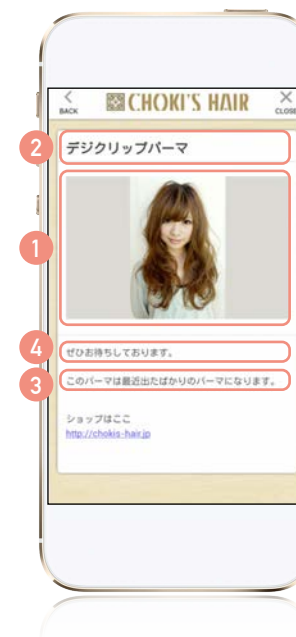 BACK
CHOKI'S HAIR
CLOSE
2
デジクリップパーマ
1
4
ぜひお待ちしております。
3
このパーマは最近出たばかりのパーマになります。
ショップはここ
http://chokis-hair.jp